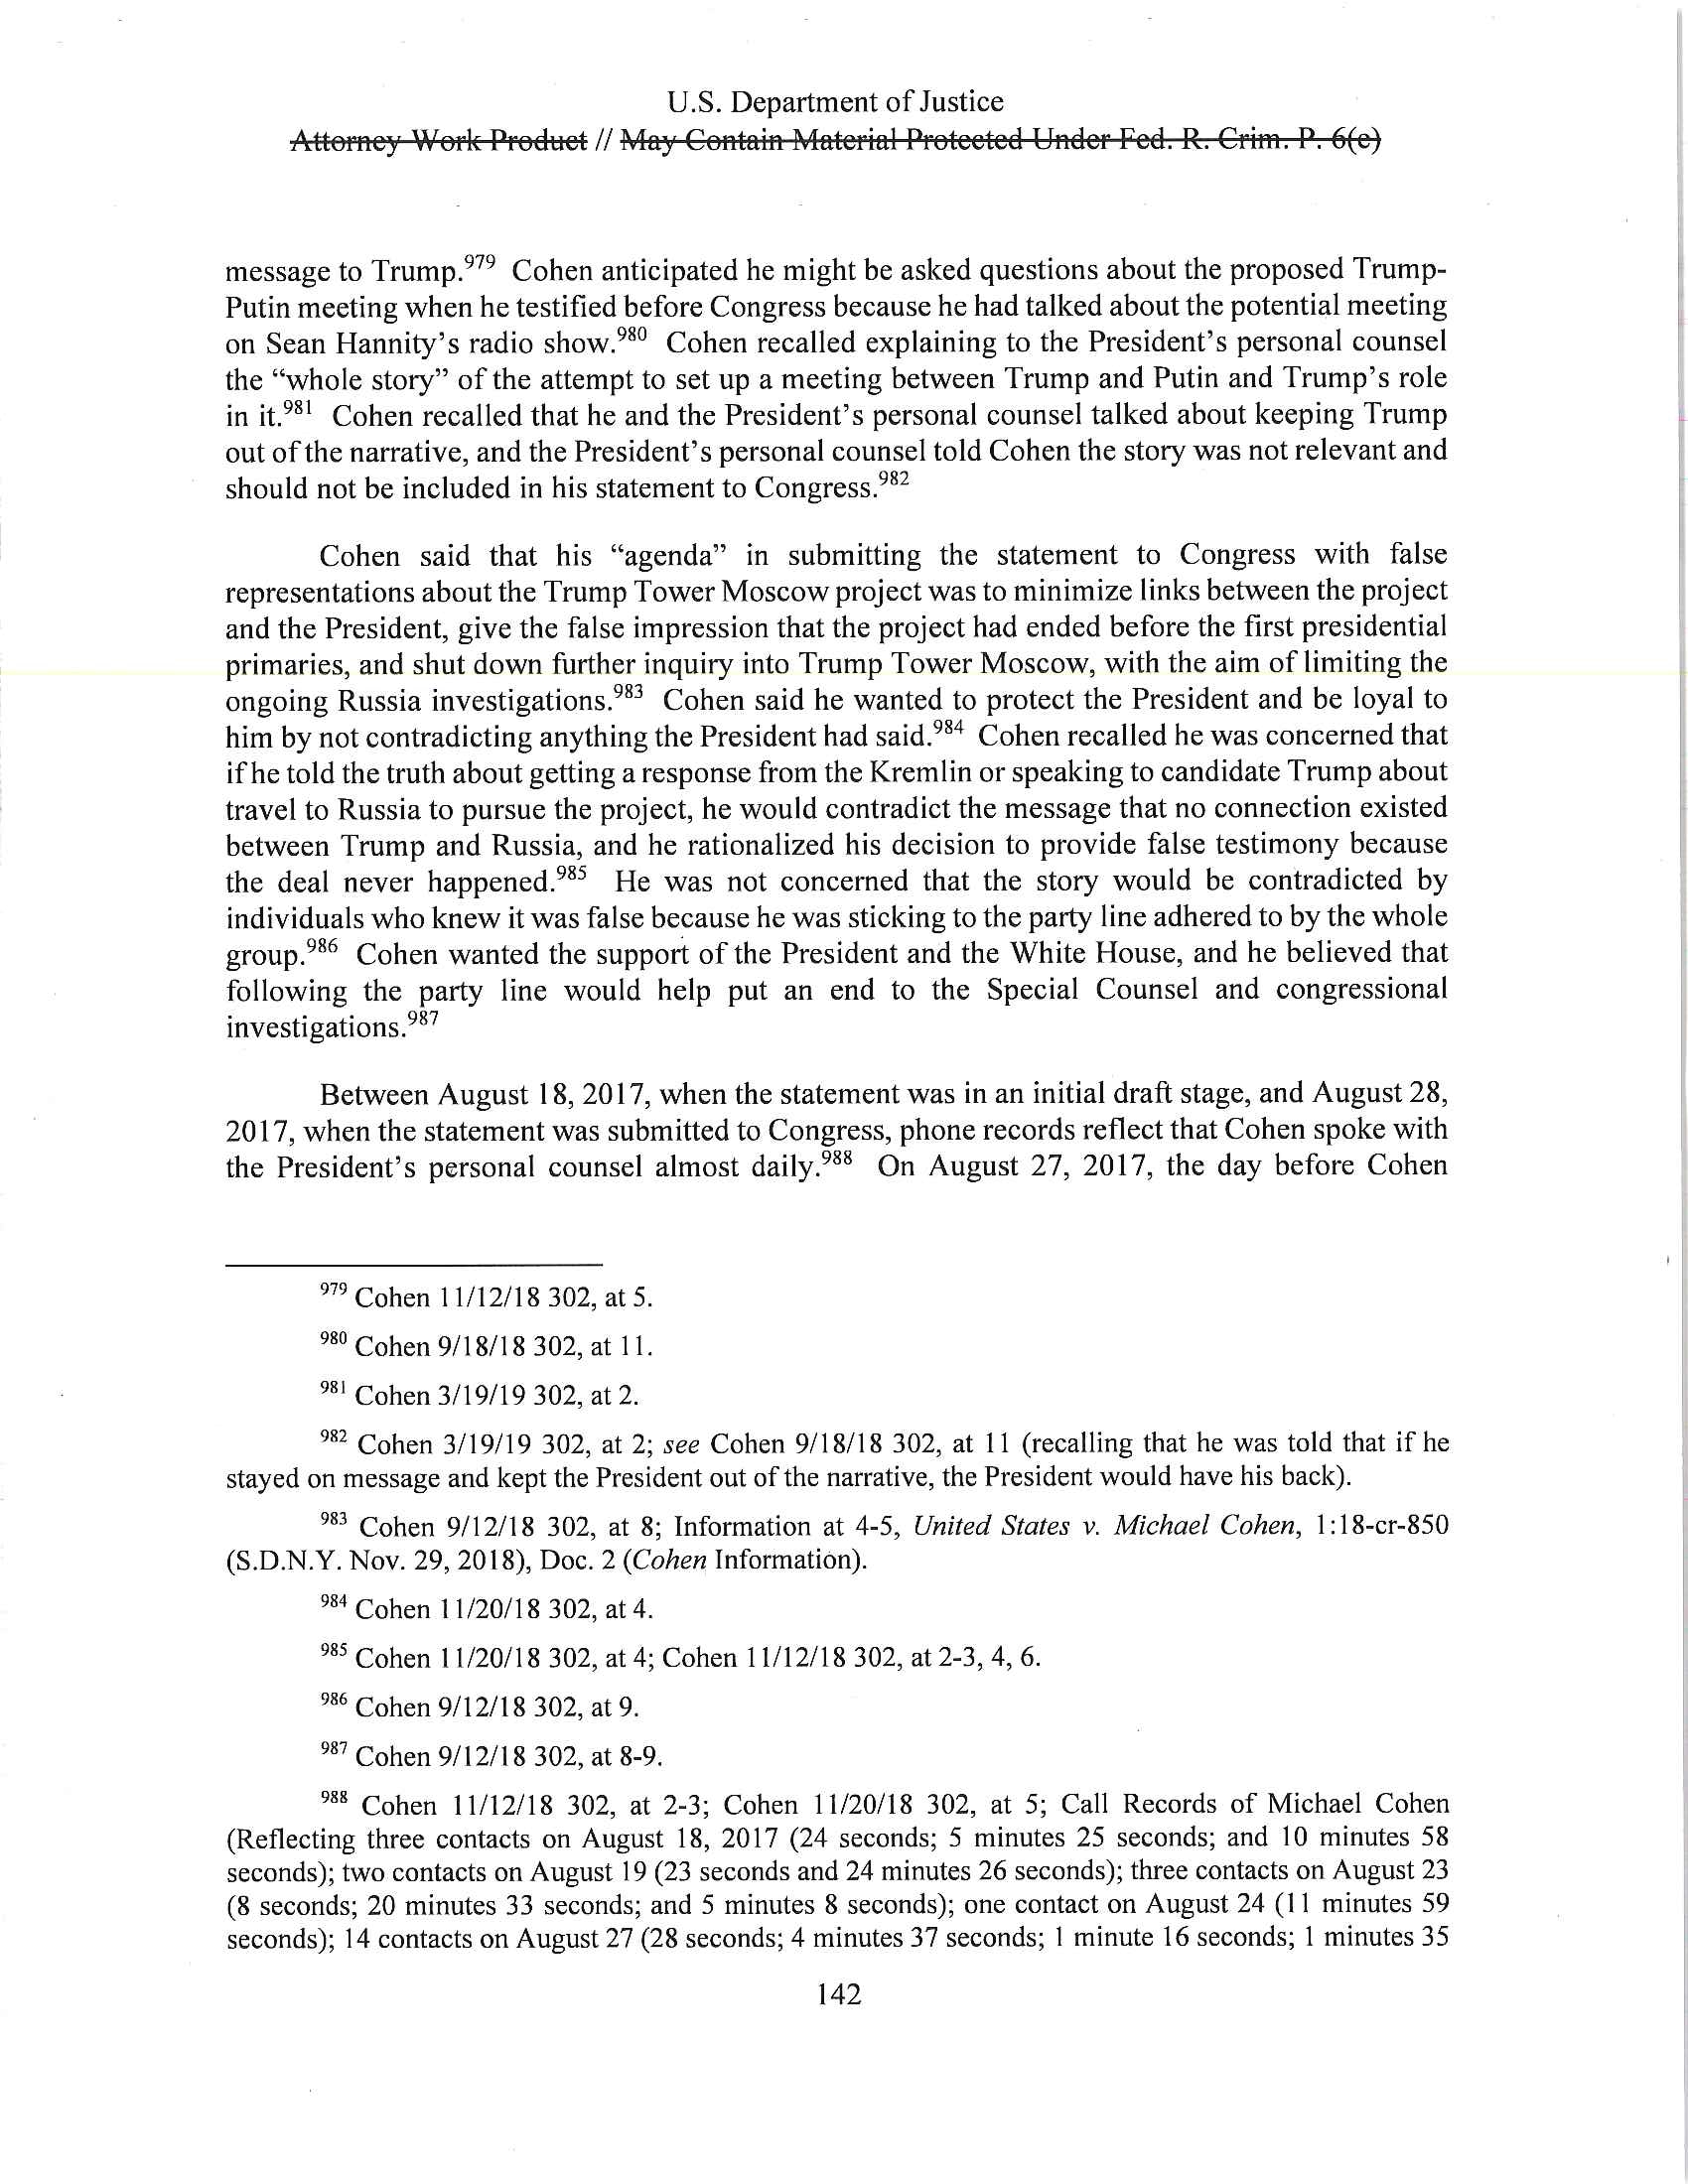 U.S. Department of Justice
Attorney Work Product // May Contain Material Protected Under Fed. R. Crim. P. 6(e)
message to Trump.979 Cohen anticipated he might be asked questions about the proposed Trump-
Putin meeting when he testified before Congress because he had talked about the potential meeting
on Sean Hannity's radio show.980 Cohen recalled explaining to the President's personal counsel
the "whole story" of the attempt to set up a meeting between Trump and Putin and Trump's role
in it.981 Cohen recalled that he and the President's personal counsel talked about keeping Trump
out of the narrative, and the President's personal counsel told Cohen the story was not relevant and
should not be included in his statement to Congress.982
Cohen said that his "agenda" in submitting the statement to Congress with false
representations about the Trump Tower Moscow project was to minimize links between the project
and the President, give the false impression that the project had ended before the first presidential
primaries, and shut down further inquiry into Trump Tower Moscow, with the aim of limiting the
ongoing Russia investigations.983 Cohen said he wanted to protect the President and be loyal to
him by not contradicting anything the President had said.984 Cohen recalled he was concerned that
if he told the truth about getting a response from the Kremlin or speaking to candidate Trump about
travel to Russia to pursue the project, he would contradict the message that no connection existed
between Trump and Russia, and he rationalized his decision to provide false testimony because
the deal never happened.985 He was not concerned that the story would be contradicted by
individuals who knew it was false because he was sticking to the party line adhered to by the whole
group.986 Cohen wanted the support of the President and the White House, and he believed that
following the party line would help put an end to the Special Counsel and congressional
investigations.987
Between August 18, 2017, when the statement was in an initial draft stage, and August 28,
2017, when the statement was submitted to Congress, phone records reflect that Cohen spoke with
the President's personal counsel almost daily.988 On August 27, 2017, the day before Cohen
979 Cohen 11/12/18 302, at 5.
980 Cohen 9/18/18 302, at 11.
981 Cohen 3/19/19 302, at 2.
982 Cohen 3/19/19 302, at 2; see Cohen 9/18/18 302, at 11 (recalling that he was told that if he
stayed on message and kept the President out of the narrative, the President would have his back).
983 Cohen 9/12/18 302, at 8; Information at 4-5, United States v. Michael Cohen, 1:18-cr-850
(S.D.N.Y. Nov. 29, 2018), Doc. 2 (Cohen Information).
984 Cohen 11/20/18 302, at 4.
985 Cohen 11/20/18 302, at 4; Cohen 11/12/18 302, at 2-3, 4, 6.
986 Cohen 9/12/18 302, at 9.
987 Cohen 9/12/18 302, at 8-9.
988 Cohen 11/12/18 302, at 2-3; Cohen 11/20/18 302, at 5; Call Records of Michael Cohen
(Reflecting three contacts on August 18, 2017 (24 seconds; 5 minutes 25 seconds; and 10 minutes 58
seconds); two contacts on August 19 (23 seconds and 24 minutes 26 seconds); three contacts on August 23
(8 seconds; 20 minutes 33 seconds; and 5 minutes 8 seconds); one contact on August 24 (11 minutes 59
seconds); 14 contacts on August 27 (28 seconds; 4 minutes 37 seconds; 1 minute 16 seconds; 1 minutes 35
142